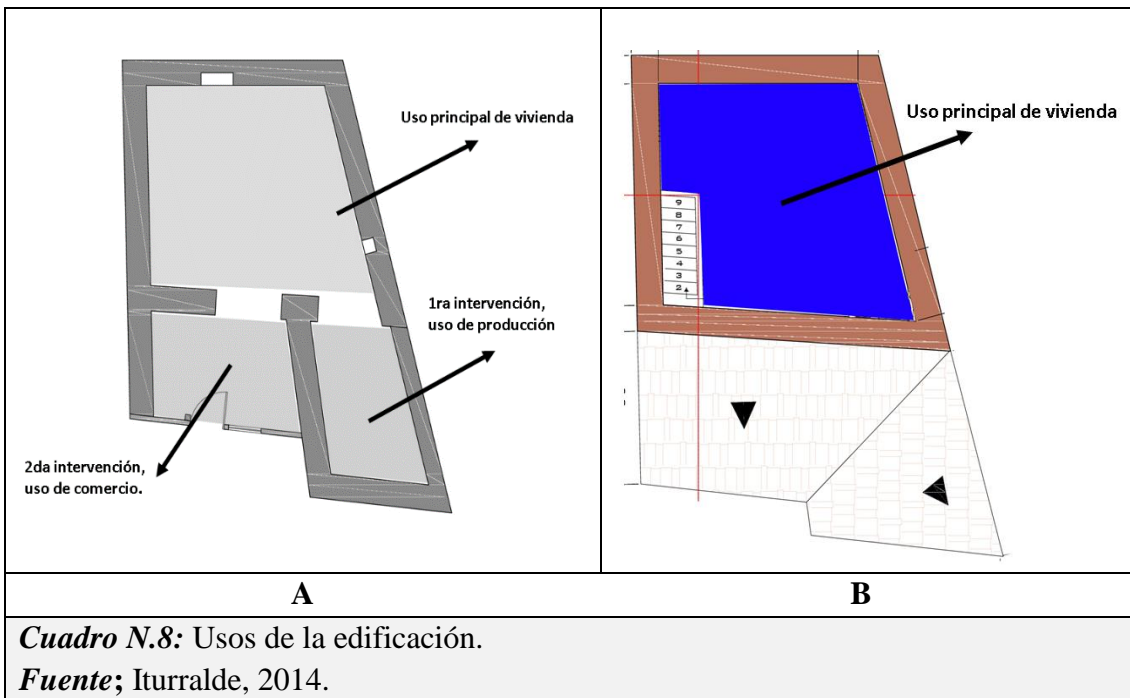 Uso principal de vivienda
1ra intervención,
uso de producción
2da intervención,
uso de comercio.
Uso principal de vivienda
9
8
7
6
5
4
3
2
A
B
Cuadro N.8: Usos de la edificación.
Fuente; Iturralde, 2014.